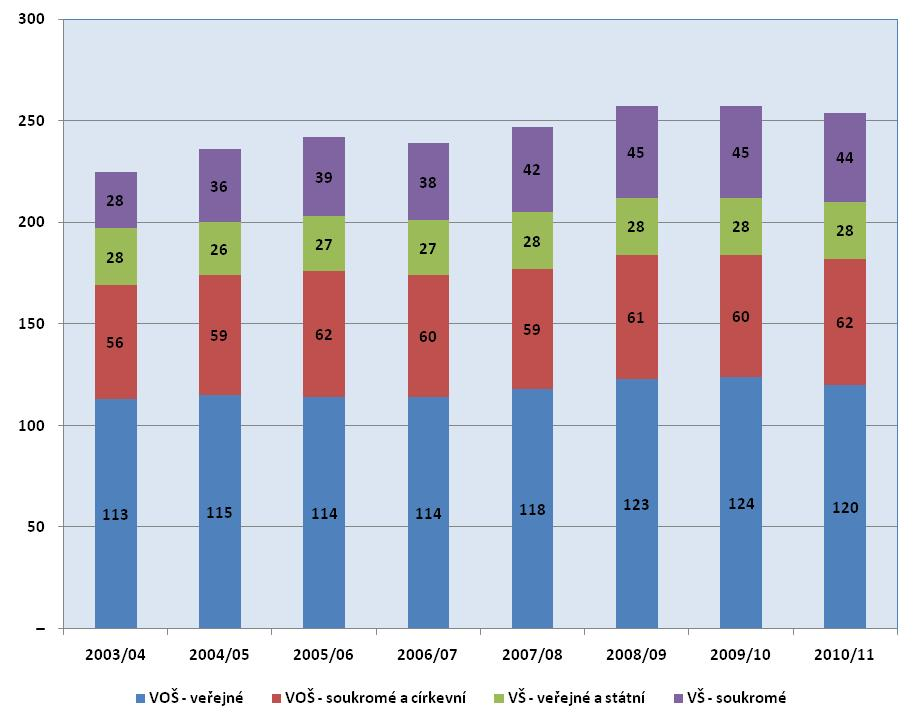 300
250
200
150
100
50
–
28 36 39 38 42 45 45 44
28 26 27 27 28 28 28 28
56 59 62 60 59 61 60 62
113 115 114 114 118 123 124 120
2003/04 2004/05 2005/06 2006/07 2007/08 2008/09 2009/10 2010/11
VOŠ - veřejné VOŠ - soukromé a církevní VŠ - veřejné a státní VŠ - soukromé